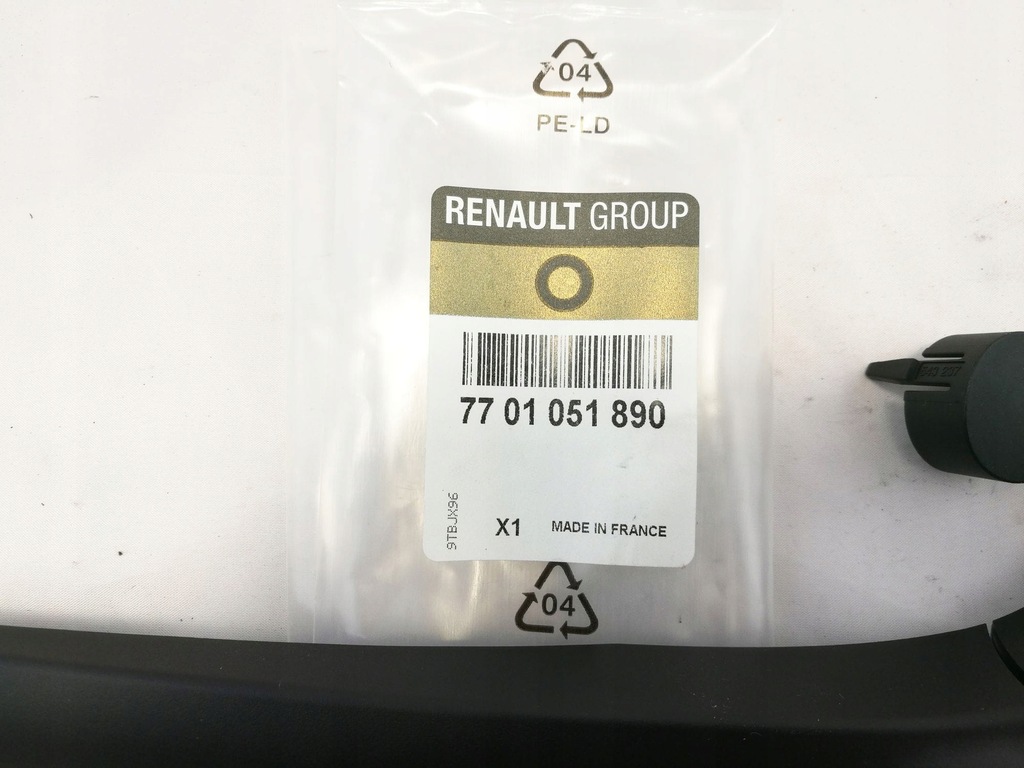 04
PE-LD
RENAULT GROUP
77 01 051 890
9TBJX96
X1 MADE IN FRANCE
04